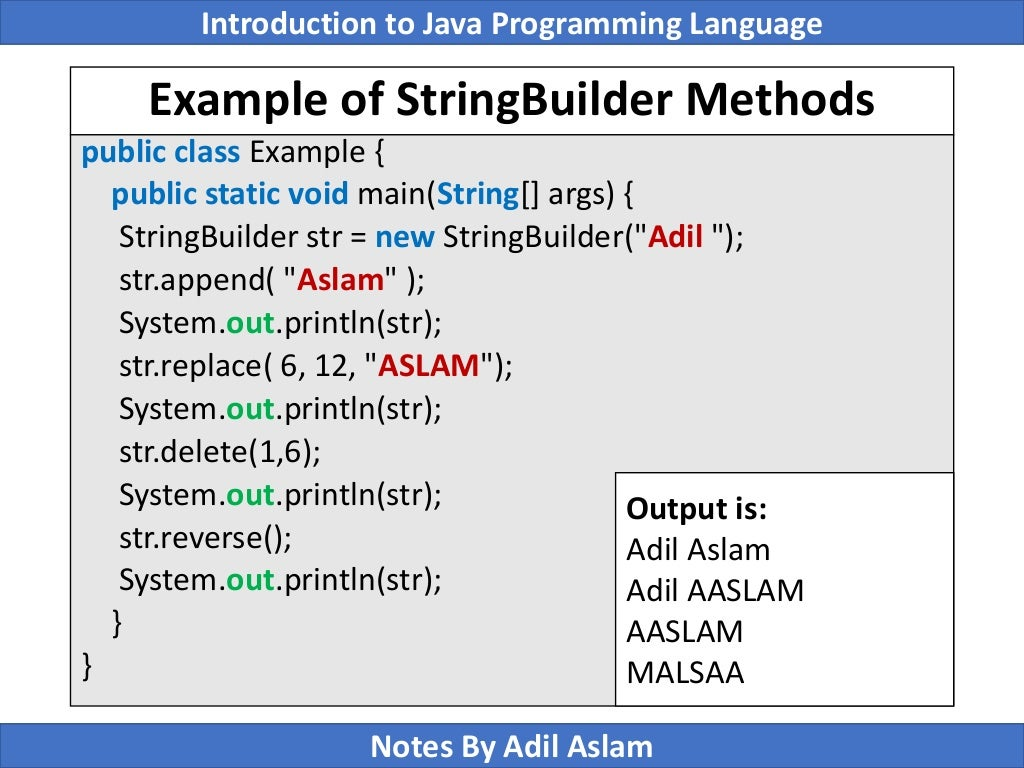 Introduction to Java Programming Language
Example of StringBuilder Methods
public class Example {
public static void main(String[] args) {
StringBuilder str = new StringBuilder("Adil ");
str.append( "Aslam" );
System.out.println(str);
str.replace( 6, 12, "ASLAM");
System.out.println(str);
str.delete(1,6);
System.out.println(str);
str.reverse();
System.out.println(str);
}
}
Output is:
Adil Aslam
Adil AASLAM
AASLAM
MALSAA
Notes By Adil Aslam